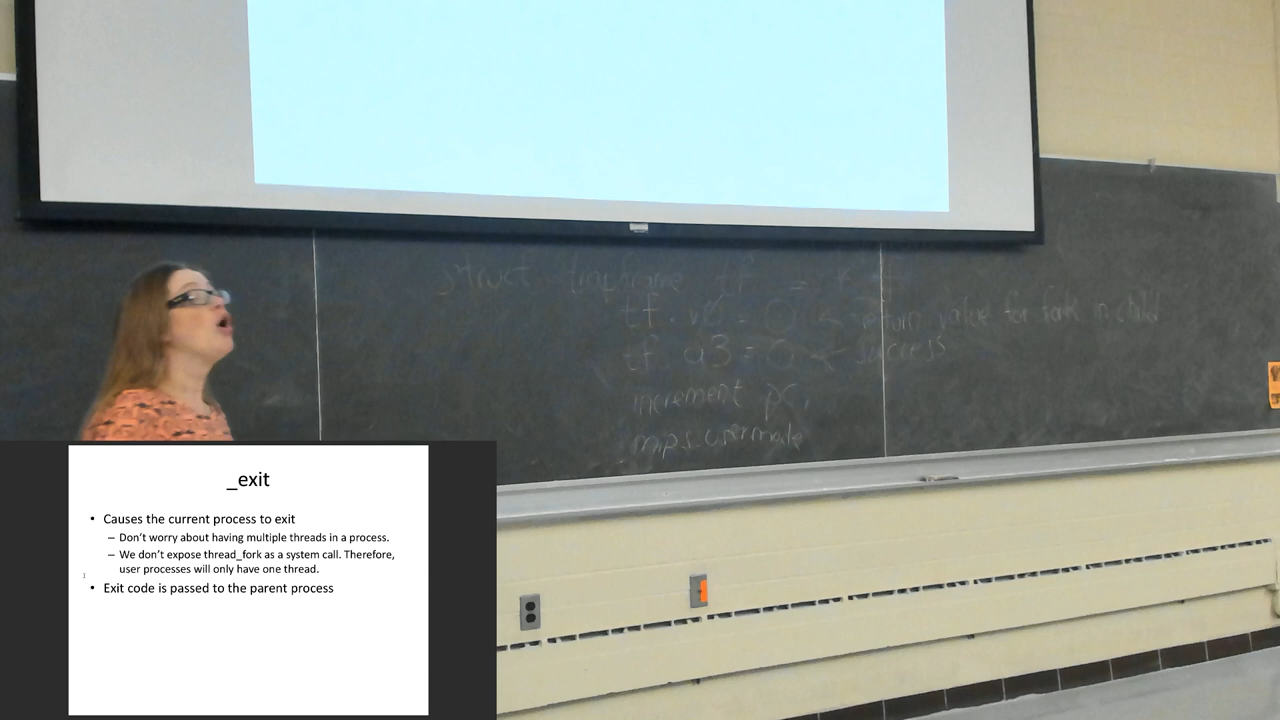 struct trapframe tf =
tf. v0 = 0 ← return value for fork in child
tf. a3 = 0 ← success
increment pc,
mips_usermode
_exit
• Causes the current process to exit
– Don't worry about having multiple threads in a process.
– We don't expose thread_fork as a system call. Therefore,
user processes will only have one thread.
• Exit code is passed to the parent process